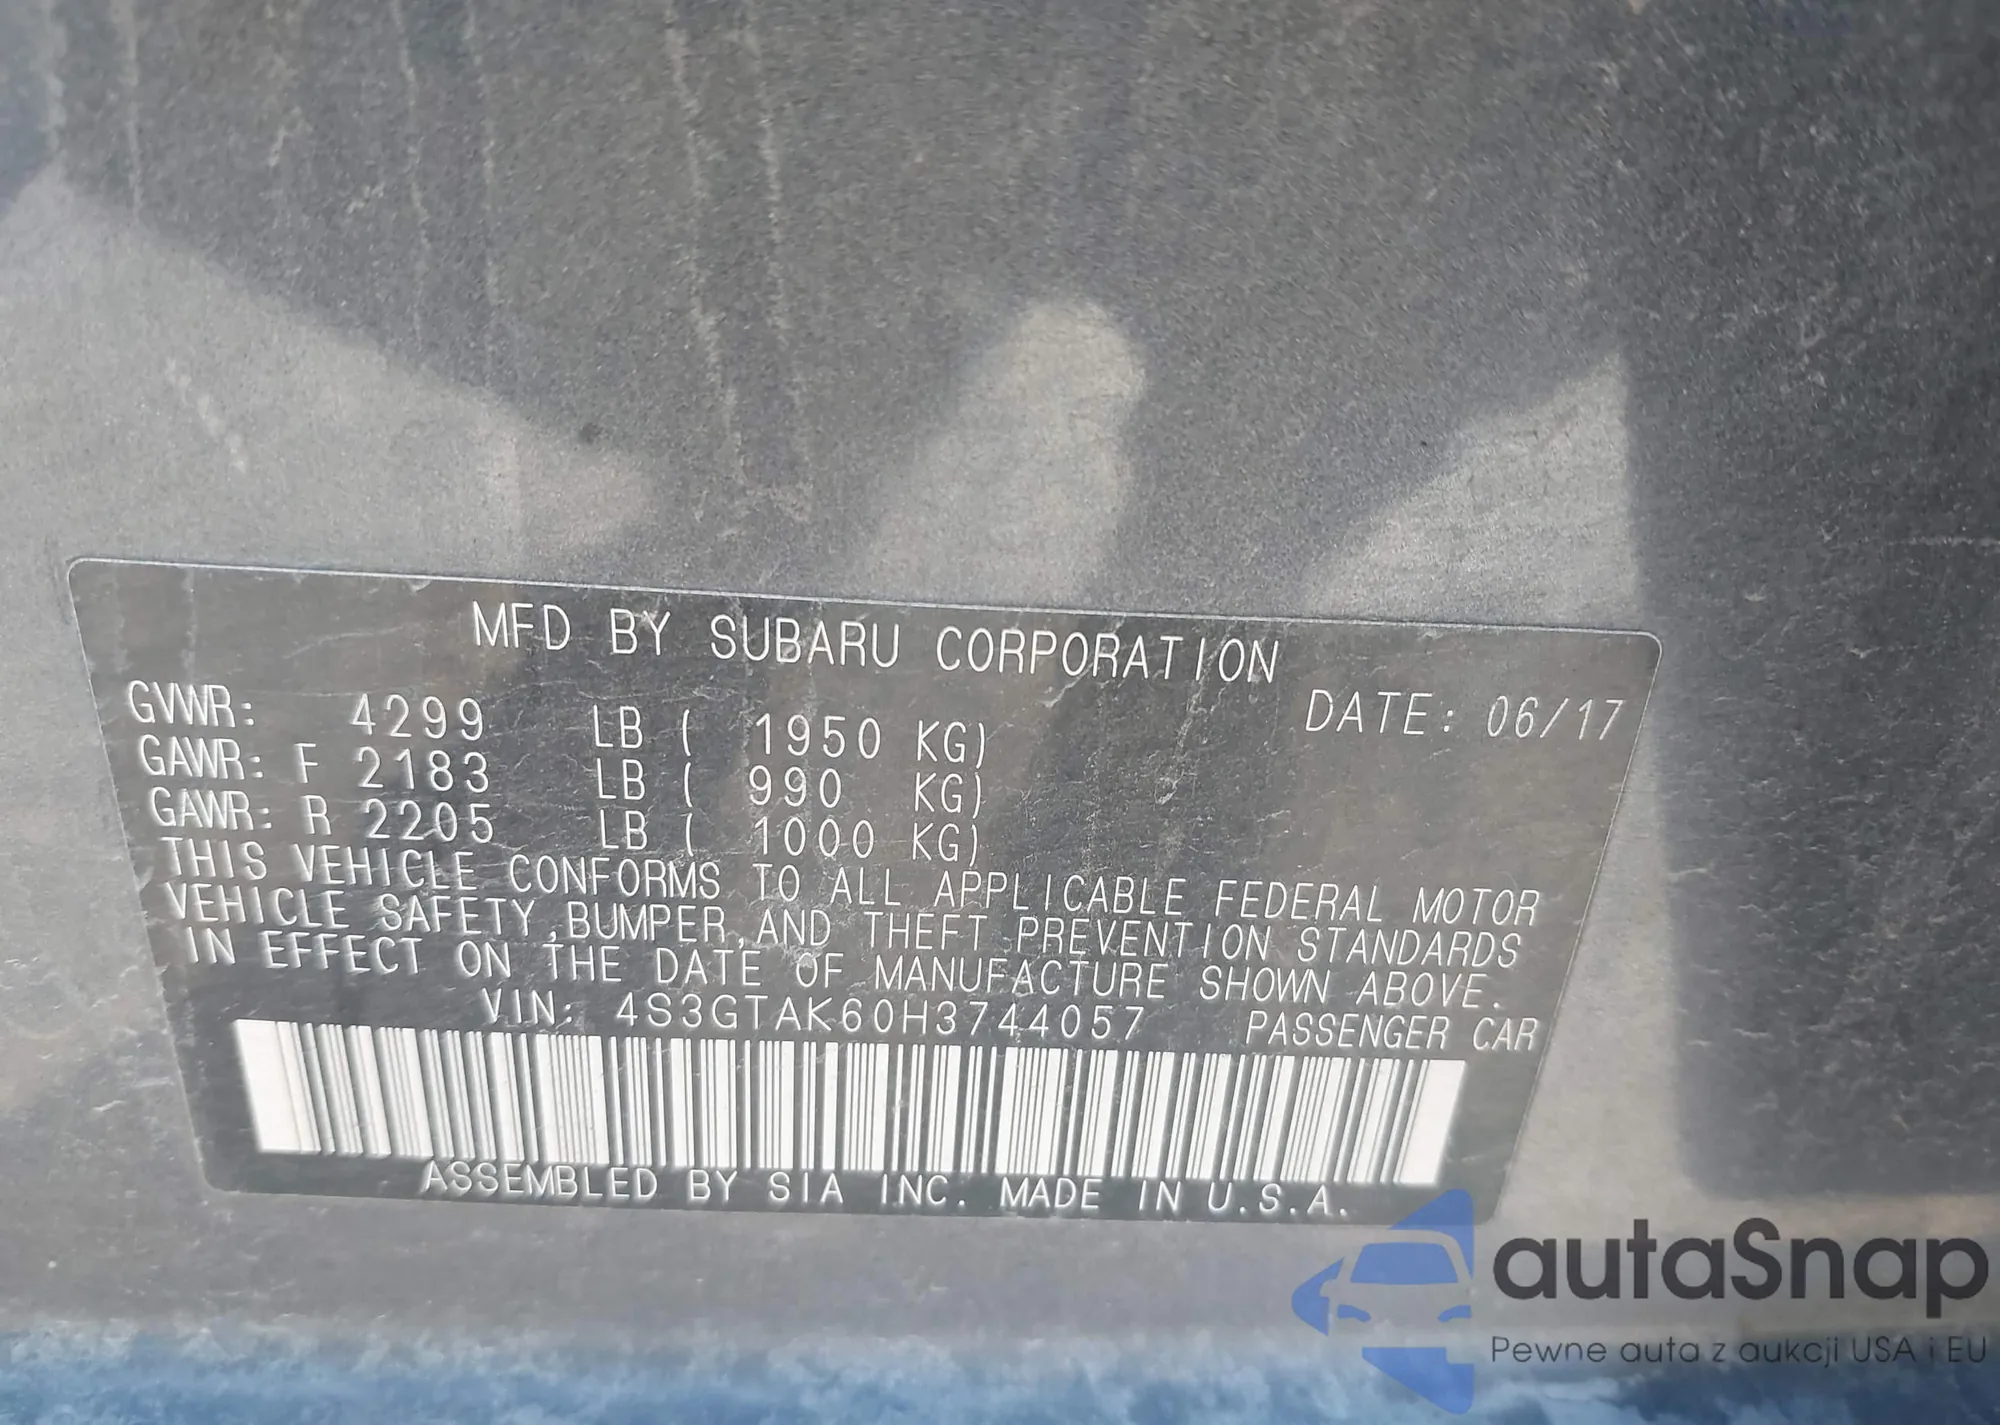 MFD BY SUBARU CORPORATION
DATE: 06/17
GVWR: 4299 LB ( 1950 KG)
GAWR: F 2183 LB ( 990 KG)
GAWR: R 2205 LB ( 1000 KG)
THIS VEHICLE CONFORMS TO ALL APPLICABLE FEDERAL MOTOR
VEHICLE SAFETY,BUMPER,AND THEFT PREVENTION STANDARDS
IN EFFECT ON THE DATE OF MANUFACTURE SHOWN ABOVE.
VIN: 4S3GTAK60H3744057 PASSENGER CAR
ASSEMBLED BY SIA INC. MADE IN U.S.A.
autaSnap
Pewne auta z aukcji USA i EU